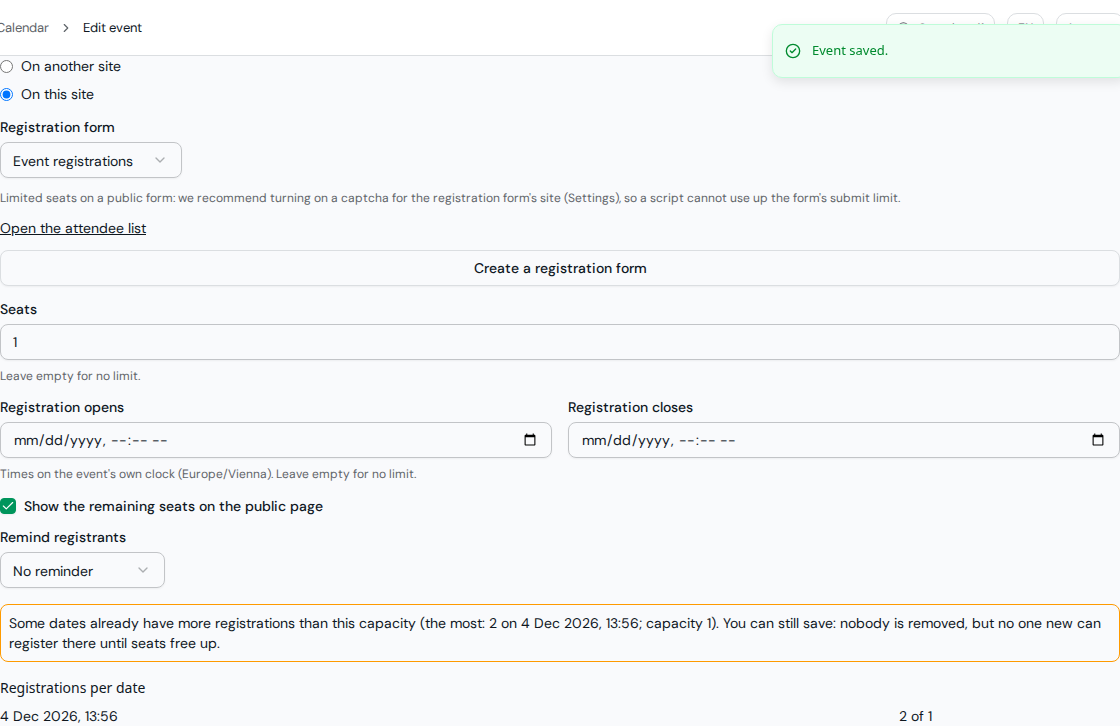 Calendar > Edit event
Event saved.
On another site
On this site
Registration form
Event registrations
Limited seats on a public form: we recommend turning on a captcha for the registration form's site (Settings), so a script cannot use up the form's submit limit.
Open the attendee list
Create a registration form
Seats
1
Leave empty for no limit.
Registration opens
Registration closes
mm/dd/yyyy, --:-- --
mm/dd/yyyy, --:-- --
Times on the event's own clock (Europe/Vienna). Leave empty for no limit.
Show the remaining seats on the public page
Remind registrants
No reminder
Some dates already have more registrations than this capacity (the most: 2 on 4 Dec 2026, 13:56; capacity 1). You can still save: nobody is removed, but no one new can
register there until seats free up.
Registrations per date
4 Dec 2026, 13:56 2 of 1